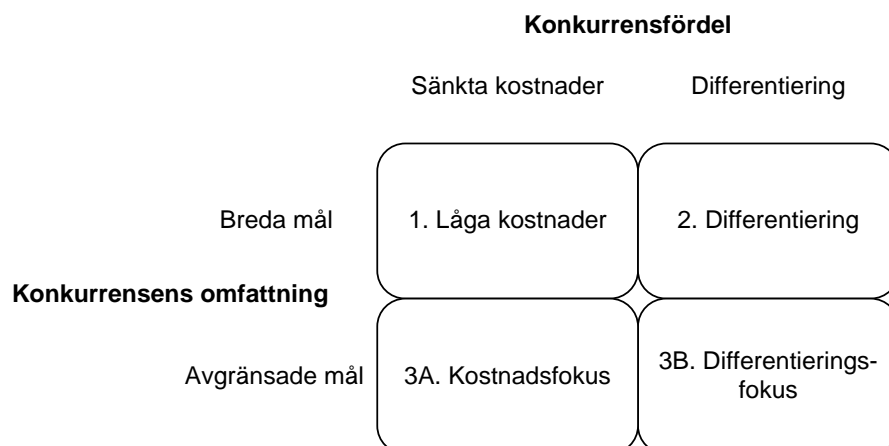 Konkurrensfördel
Sänkta kostnader Differentiering
Breda mål 1. Låga kostnader 2. Differentiering
Konkurrensens omfattning
Avgränsade mål 3A. Kostnadsfokus 3B. Differentierings-
fokus